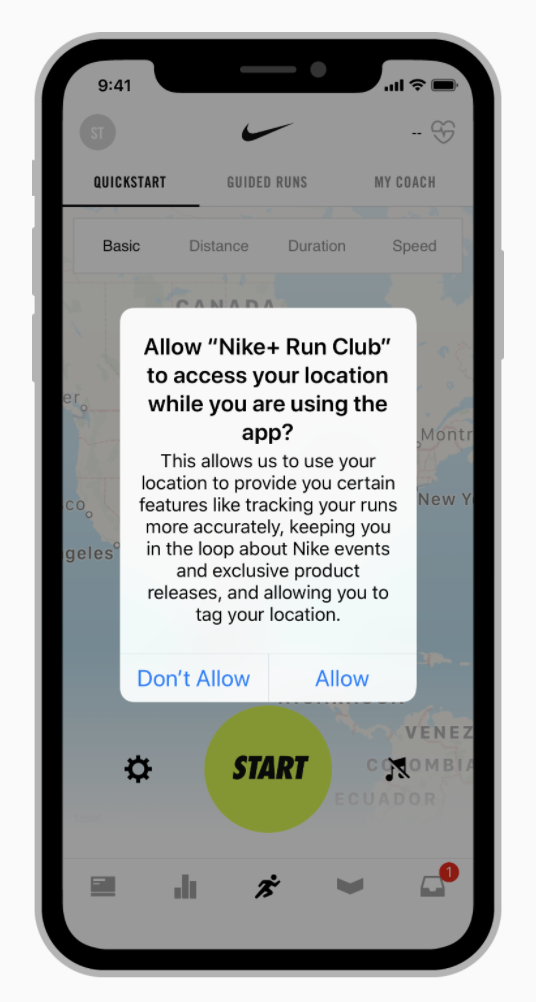 9:41
ST
--
QUICKSTART GUIDED RUNS MY COACH
Basic Distance Duration Speed
CANADA
Allow “Nike+ Run Club”
to access your location
while you are using the
app?
This allows us to use your
location to provide you certain
features like tracking your runs
more accurately, keeping you
in the loop about Nike events
and exclusive product
releases, and allowing you to
tag your location.
Don’t Allow Allow
er
Montr
co
New Y
geles
VENEZ
START
COLOMBIA
ECUADOR
1